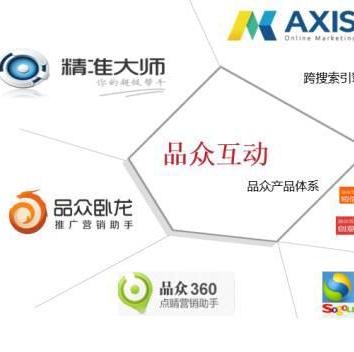 AXIS
Online Marketing
精准大师
你的超级帮手
跨搜索引
品众互动
品众产品体系
品众卧龙
推广营销助手
品众360
点睛营销助手